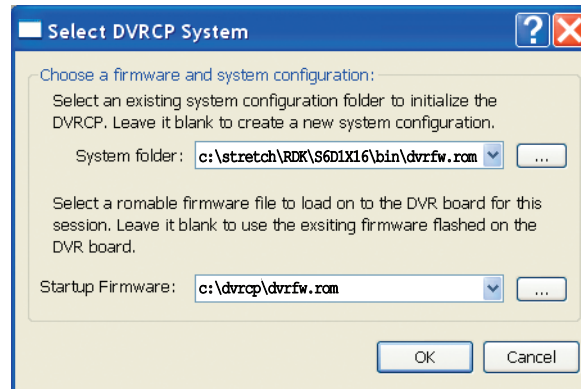 Select DVRCP System
Choose a firmware and system configuration:
Select an existing system configuration folder to initialize the
DVRCP. Leave it blank to create a new system configuration.
System folder: c:\stretch\RDK\S6D1X16\bin\dvrfw.rom ...
Select a romable firmware file to load on to the DVR board for this
session. Leave it blank to use the exsiting firmware flashed on the
DVR board.
Startup Firmware: c:\dvrcp\dvrfw.rom ...
OK Cancel